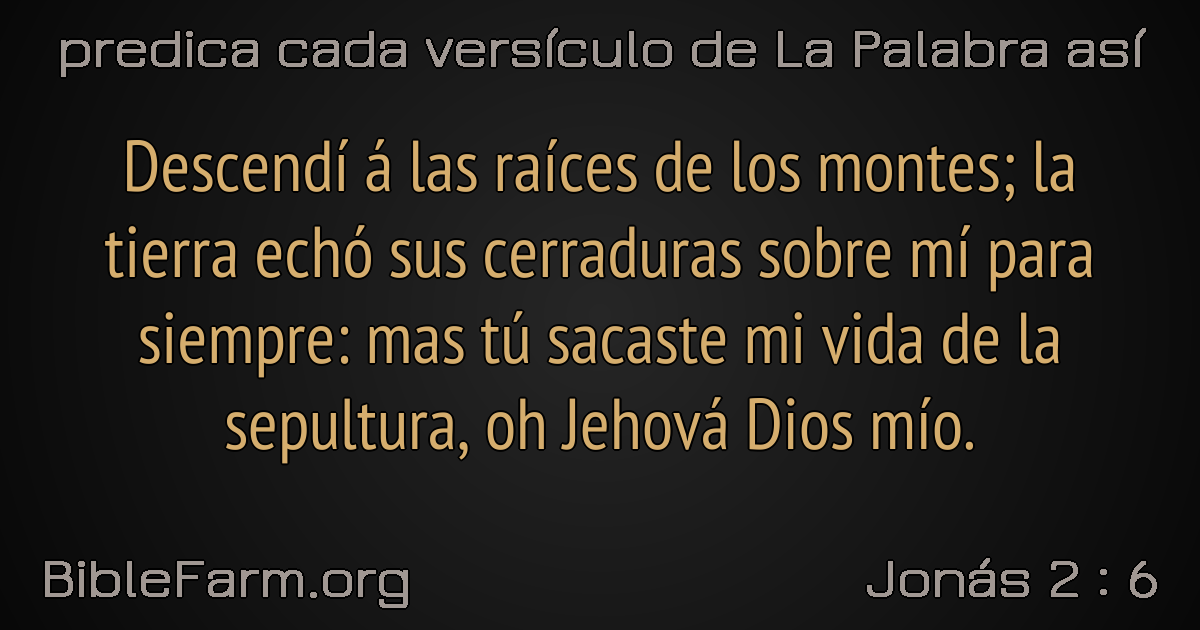 predica cada versículo de La Palabra así
Descendí á las raíces de los montes; la
tierra echó sus cerraduras sobre mí para
siempre: mas tú sacaste mi vida de la
sepultura, oh Jehová Dios mío.
BibleFarm.org
Jonás 2 : 6